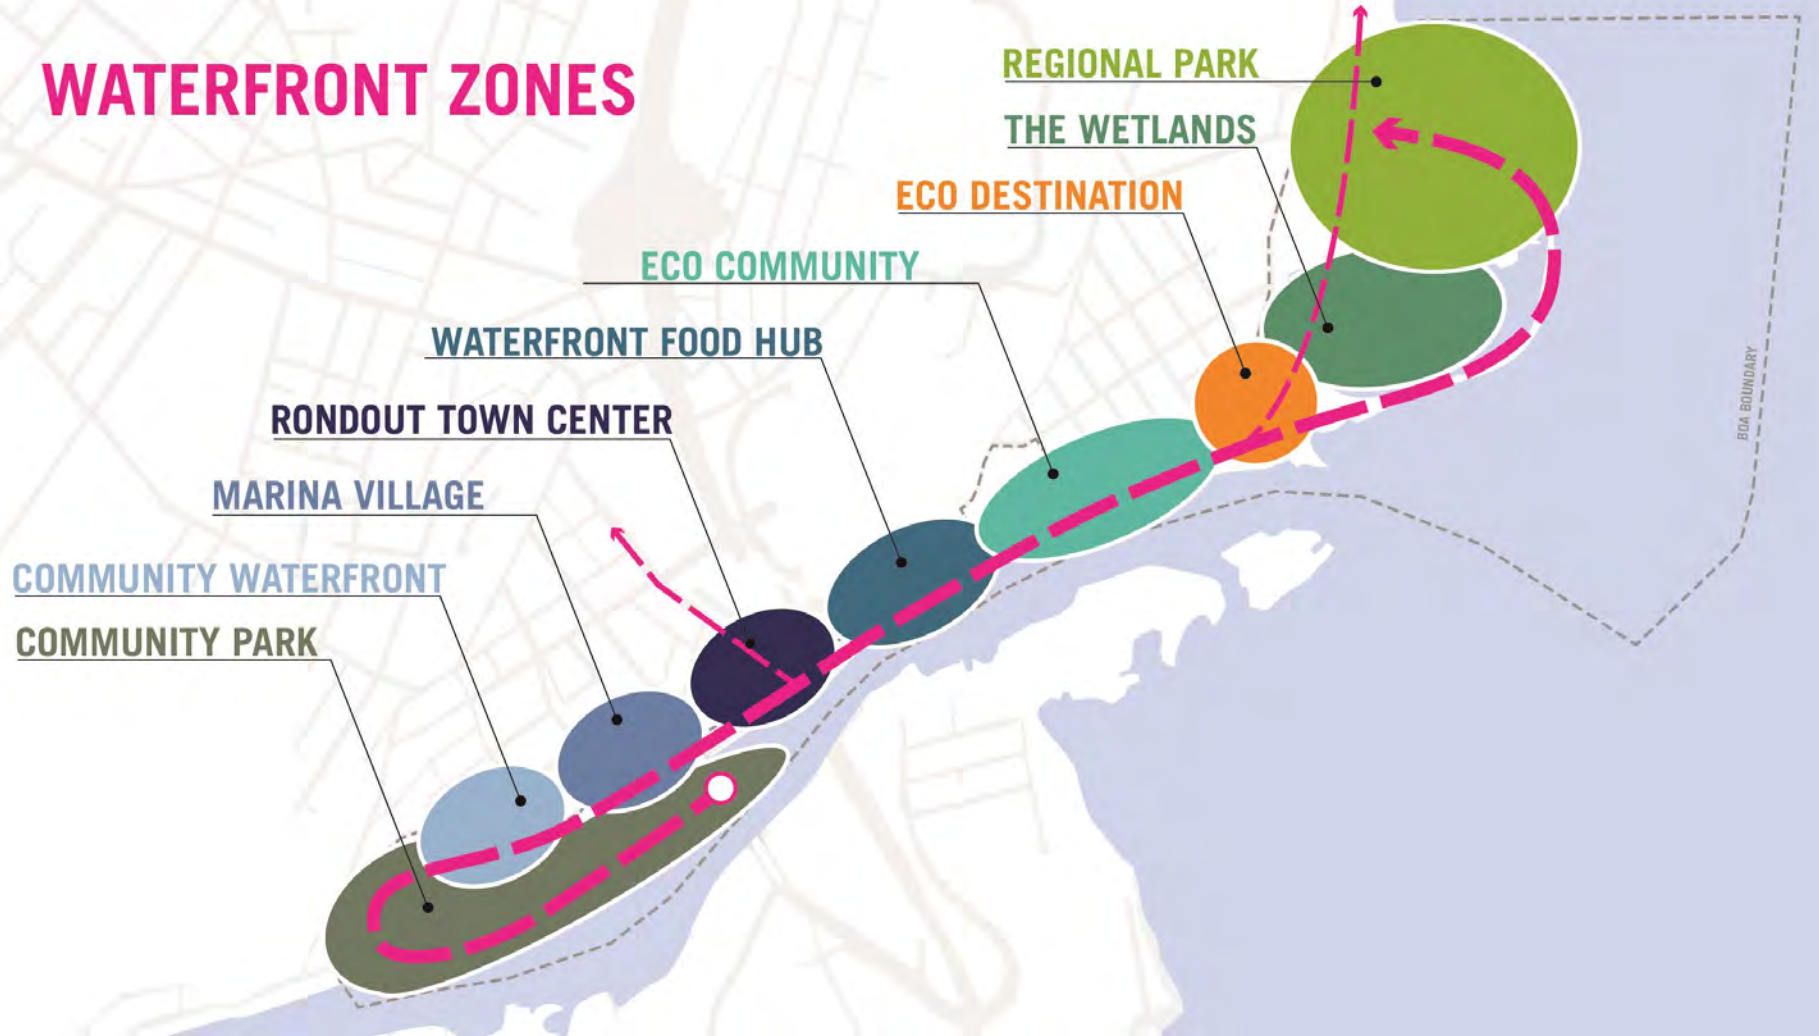 WATERFRONT ZONES
REGIONAL PARK
THE WETLANDS
ECO DESTINATION
ECO COMMUNITY
WATERFRONT FOOD HUB
RONDOUT TOWN CENTER
MARINA VILLAGE
COMMUNITY WATERFRONT
COMMUNITY PARK
BOA BOUNDARY